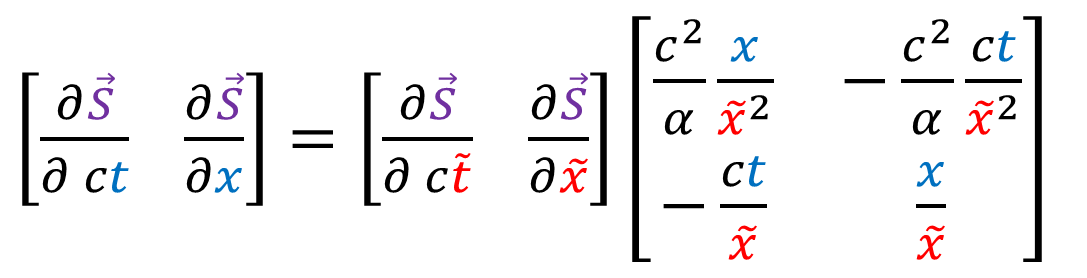 [∂S⃗/∂ ct ∂S⃗/∂x] = [∂S⃗/∂ ct̃ ∂S⃗/∂x̃] [c²/α x/x̃² − c²/α ct/x̃²
− ct/x̃ x/x̃]